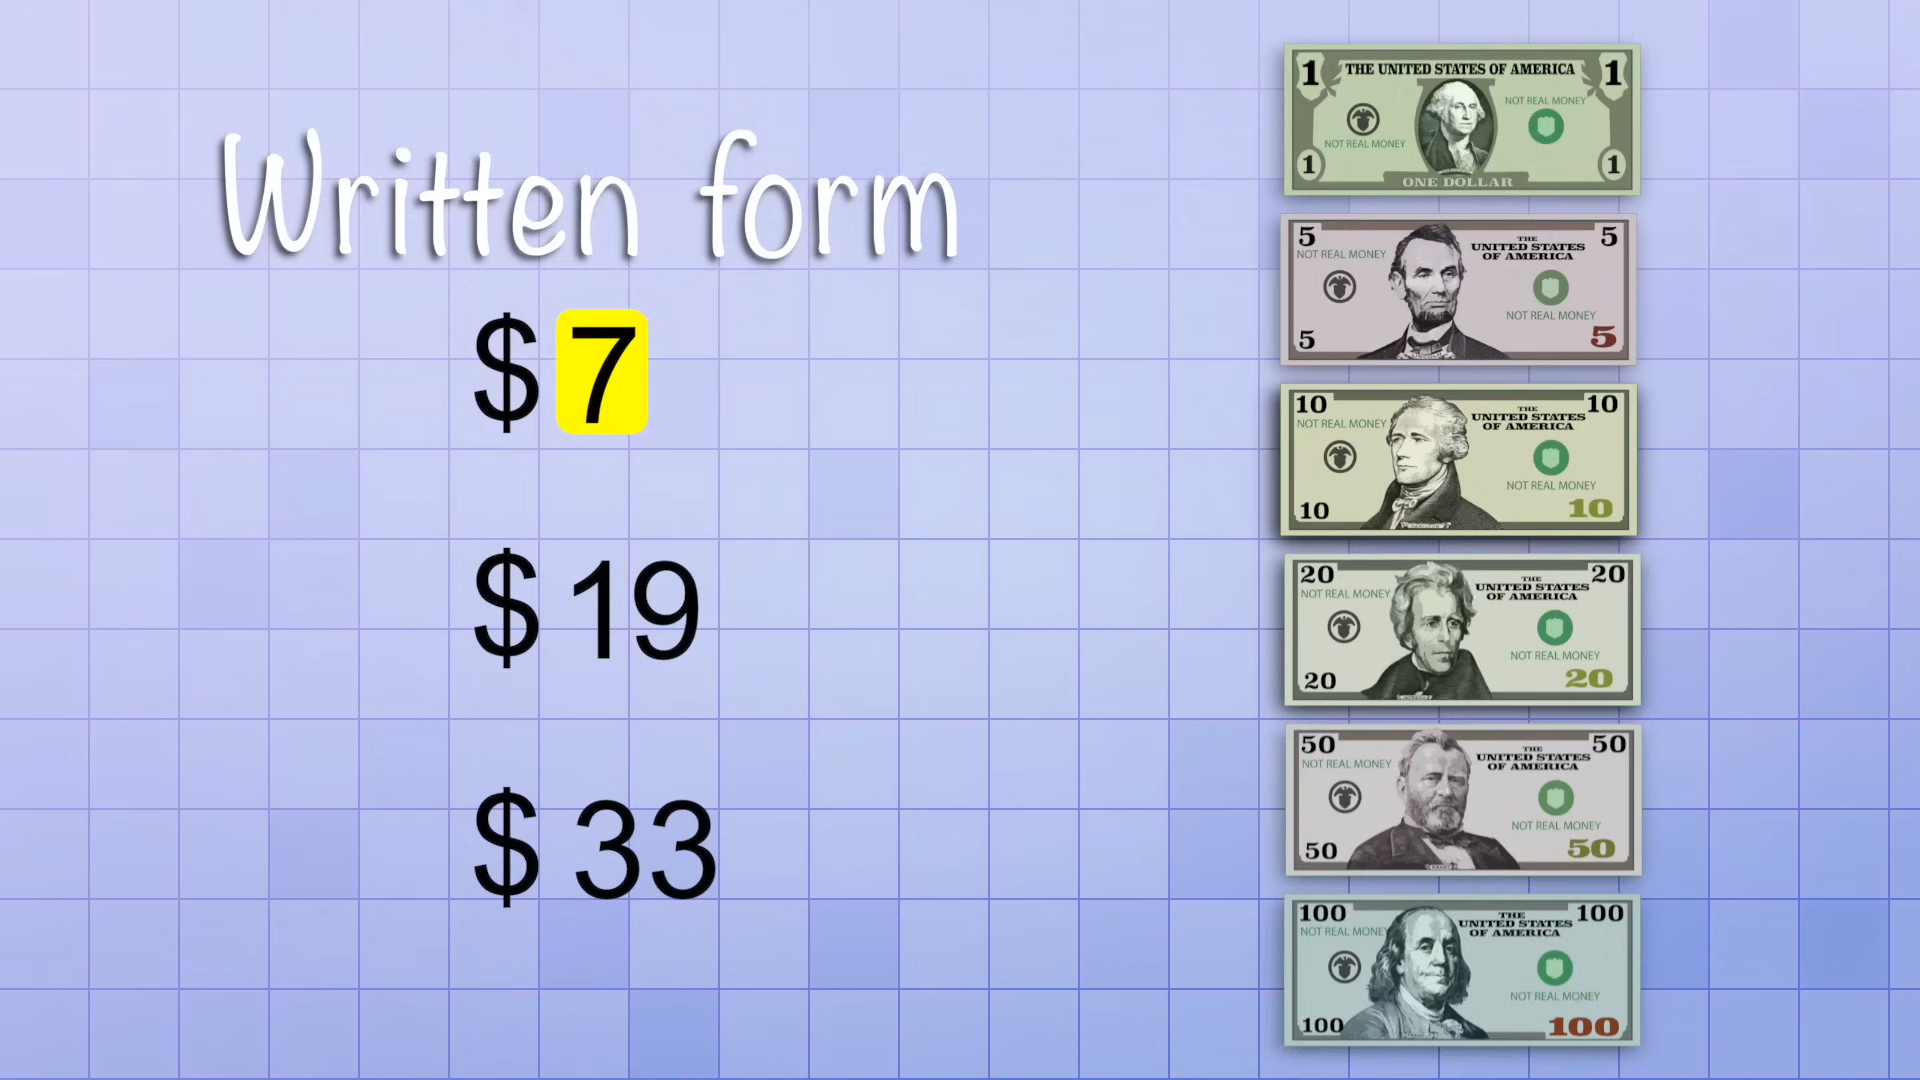 Written form
$ 7
$ 19
$ 33
1 THE UNITED STATES OF AMERICA 1
NOT REAL MONEY
NOT REAL MONEY
1 ONE DOLLAR 1
5 THE 5
NOT REAL MONEY UNITED STATES
OF AMERICA
NOT REAL MONEY
5 5
10 THE 10
NOT REAL MONEY UNITED STATES
OF AMERICA
NOT REAL MONEY
10 10
20 THE 20
NOT REAL MONEY UNITED STATES
OF AMERICA
NOT REAL MONEY
20 20
50 THE 50
NOT REAL MONEY UNITED STATES
OF AMERICA
NOT REAL MONEY
50 50
100 THE 100
NOT REAL MONEY UNITED STATES
OF AMERICA
NOT REAL MONEY
100 100